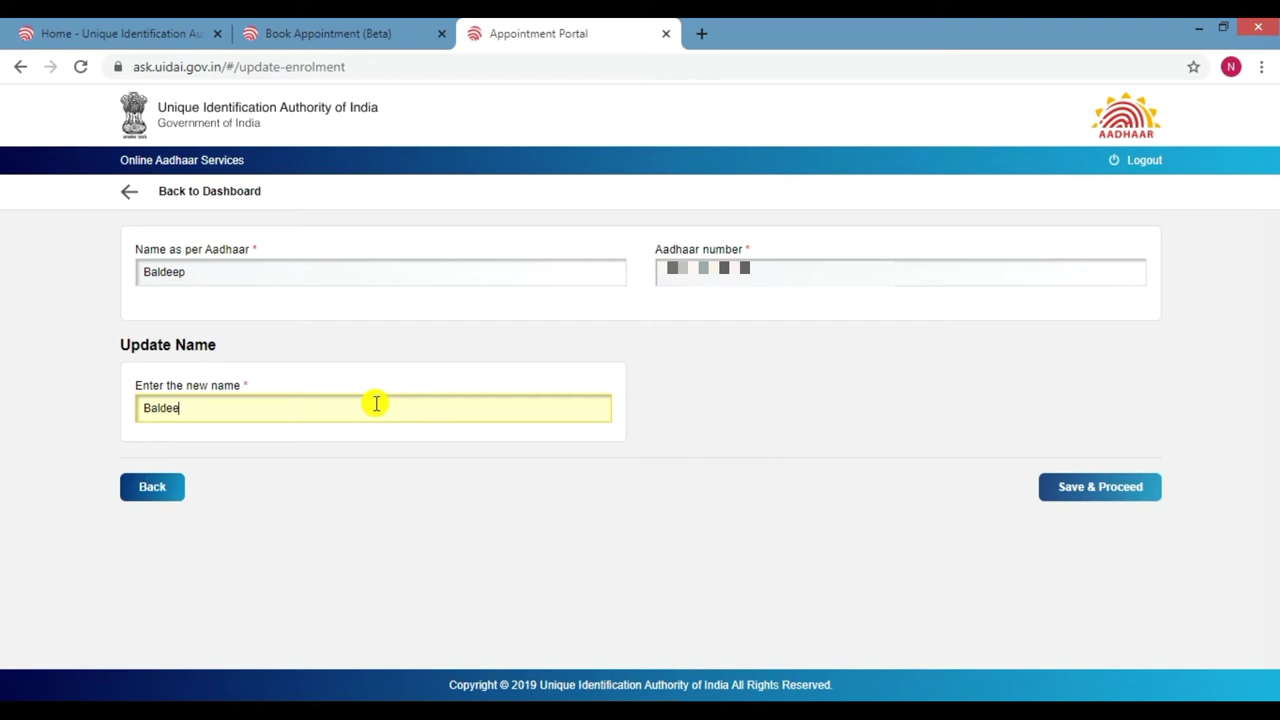 Home - Unique Identification Au
Book Appointment (Beta)
Appointment Portal
ask.uidai.gov.in/#/update-enrolment
N
Unique Identification Authority of India
Government of India
AADHAAR
Online Aadhaar Services
Logout
Back to Dashboard
Name as per Aadhaar *
Aadhaar number *
Baldeep
Update Name
Enter the new name *
Baldee
Back
Save & Proceed
Copyright © 2019 Unique Identification Authority of India All Rights Reserved.